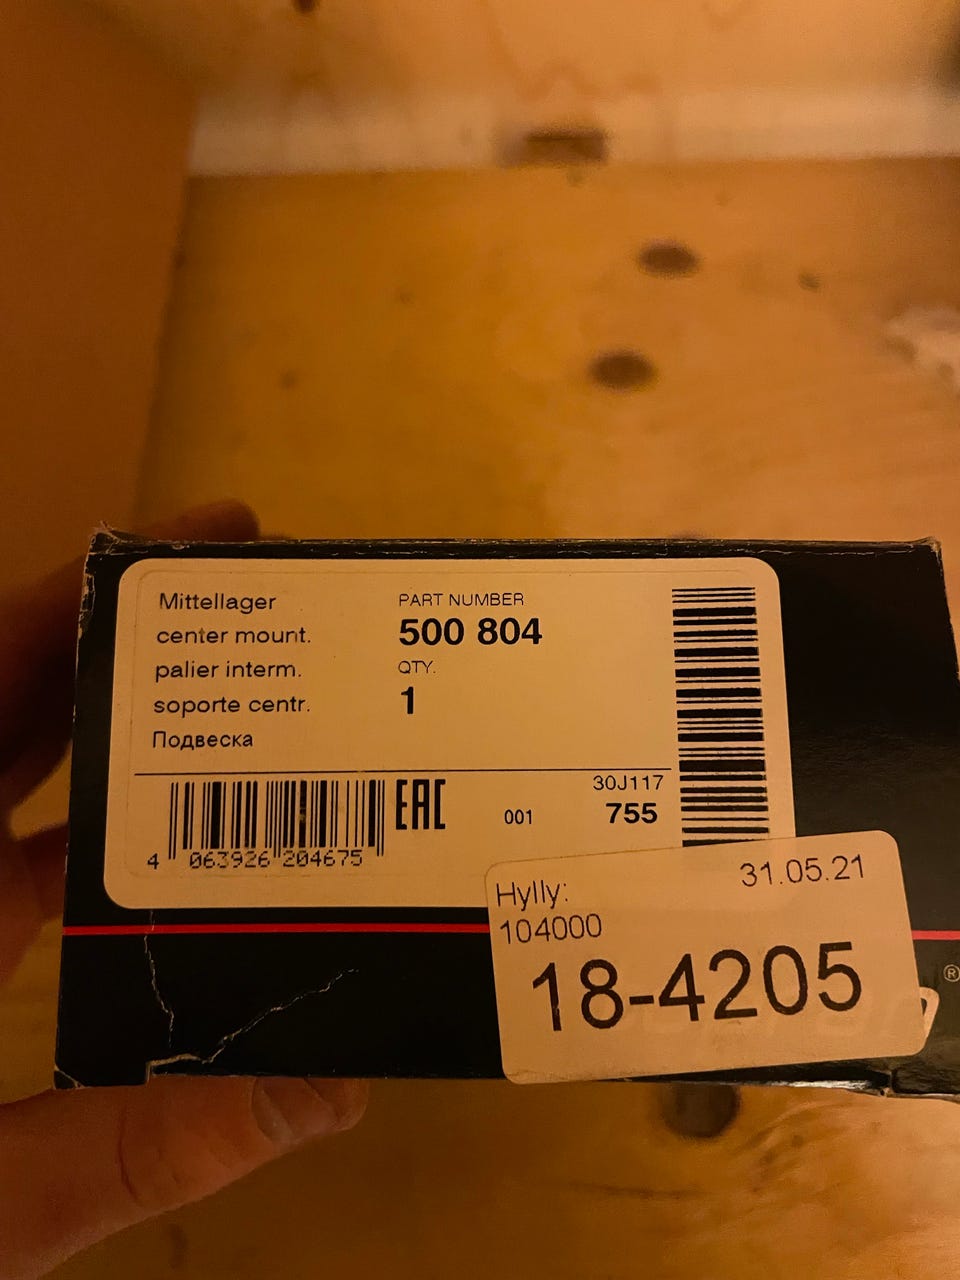 Mittellager
center mount.
palier interm.
soporte centr.
Подвеска
PART NUMBER
500 804
QTY.
1
4 063926 204675
EAC
001
30J117
755
31.05.21
Hylly:
104000
18-4205
®